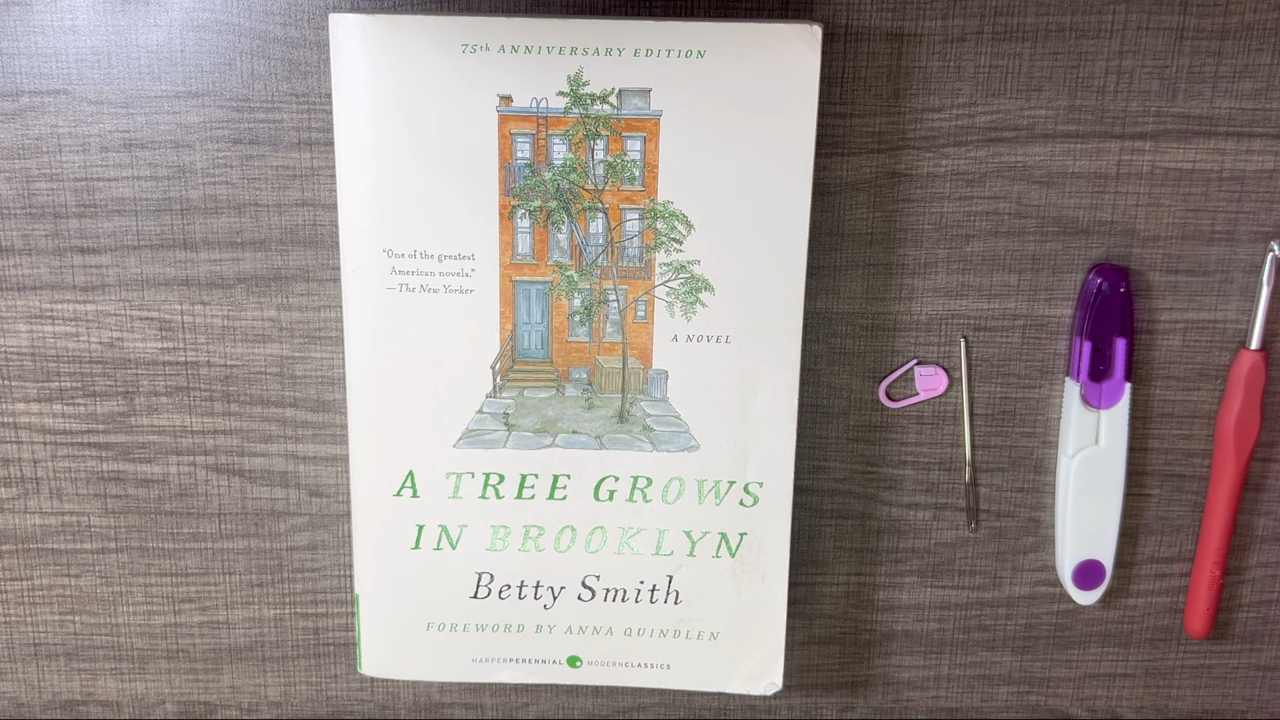 75th ANNIVERSARY EDITION
"One of the greatest
American novels."
—The New Yorker
A NOVEL
A TREE GROWS
IN BROOKLYN
Betty Smith
FOREWORD BY ANNA QUINDLEN
HARPERPERENNIAL MODERNCLASSICS